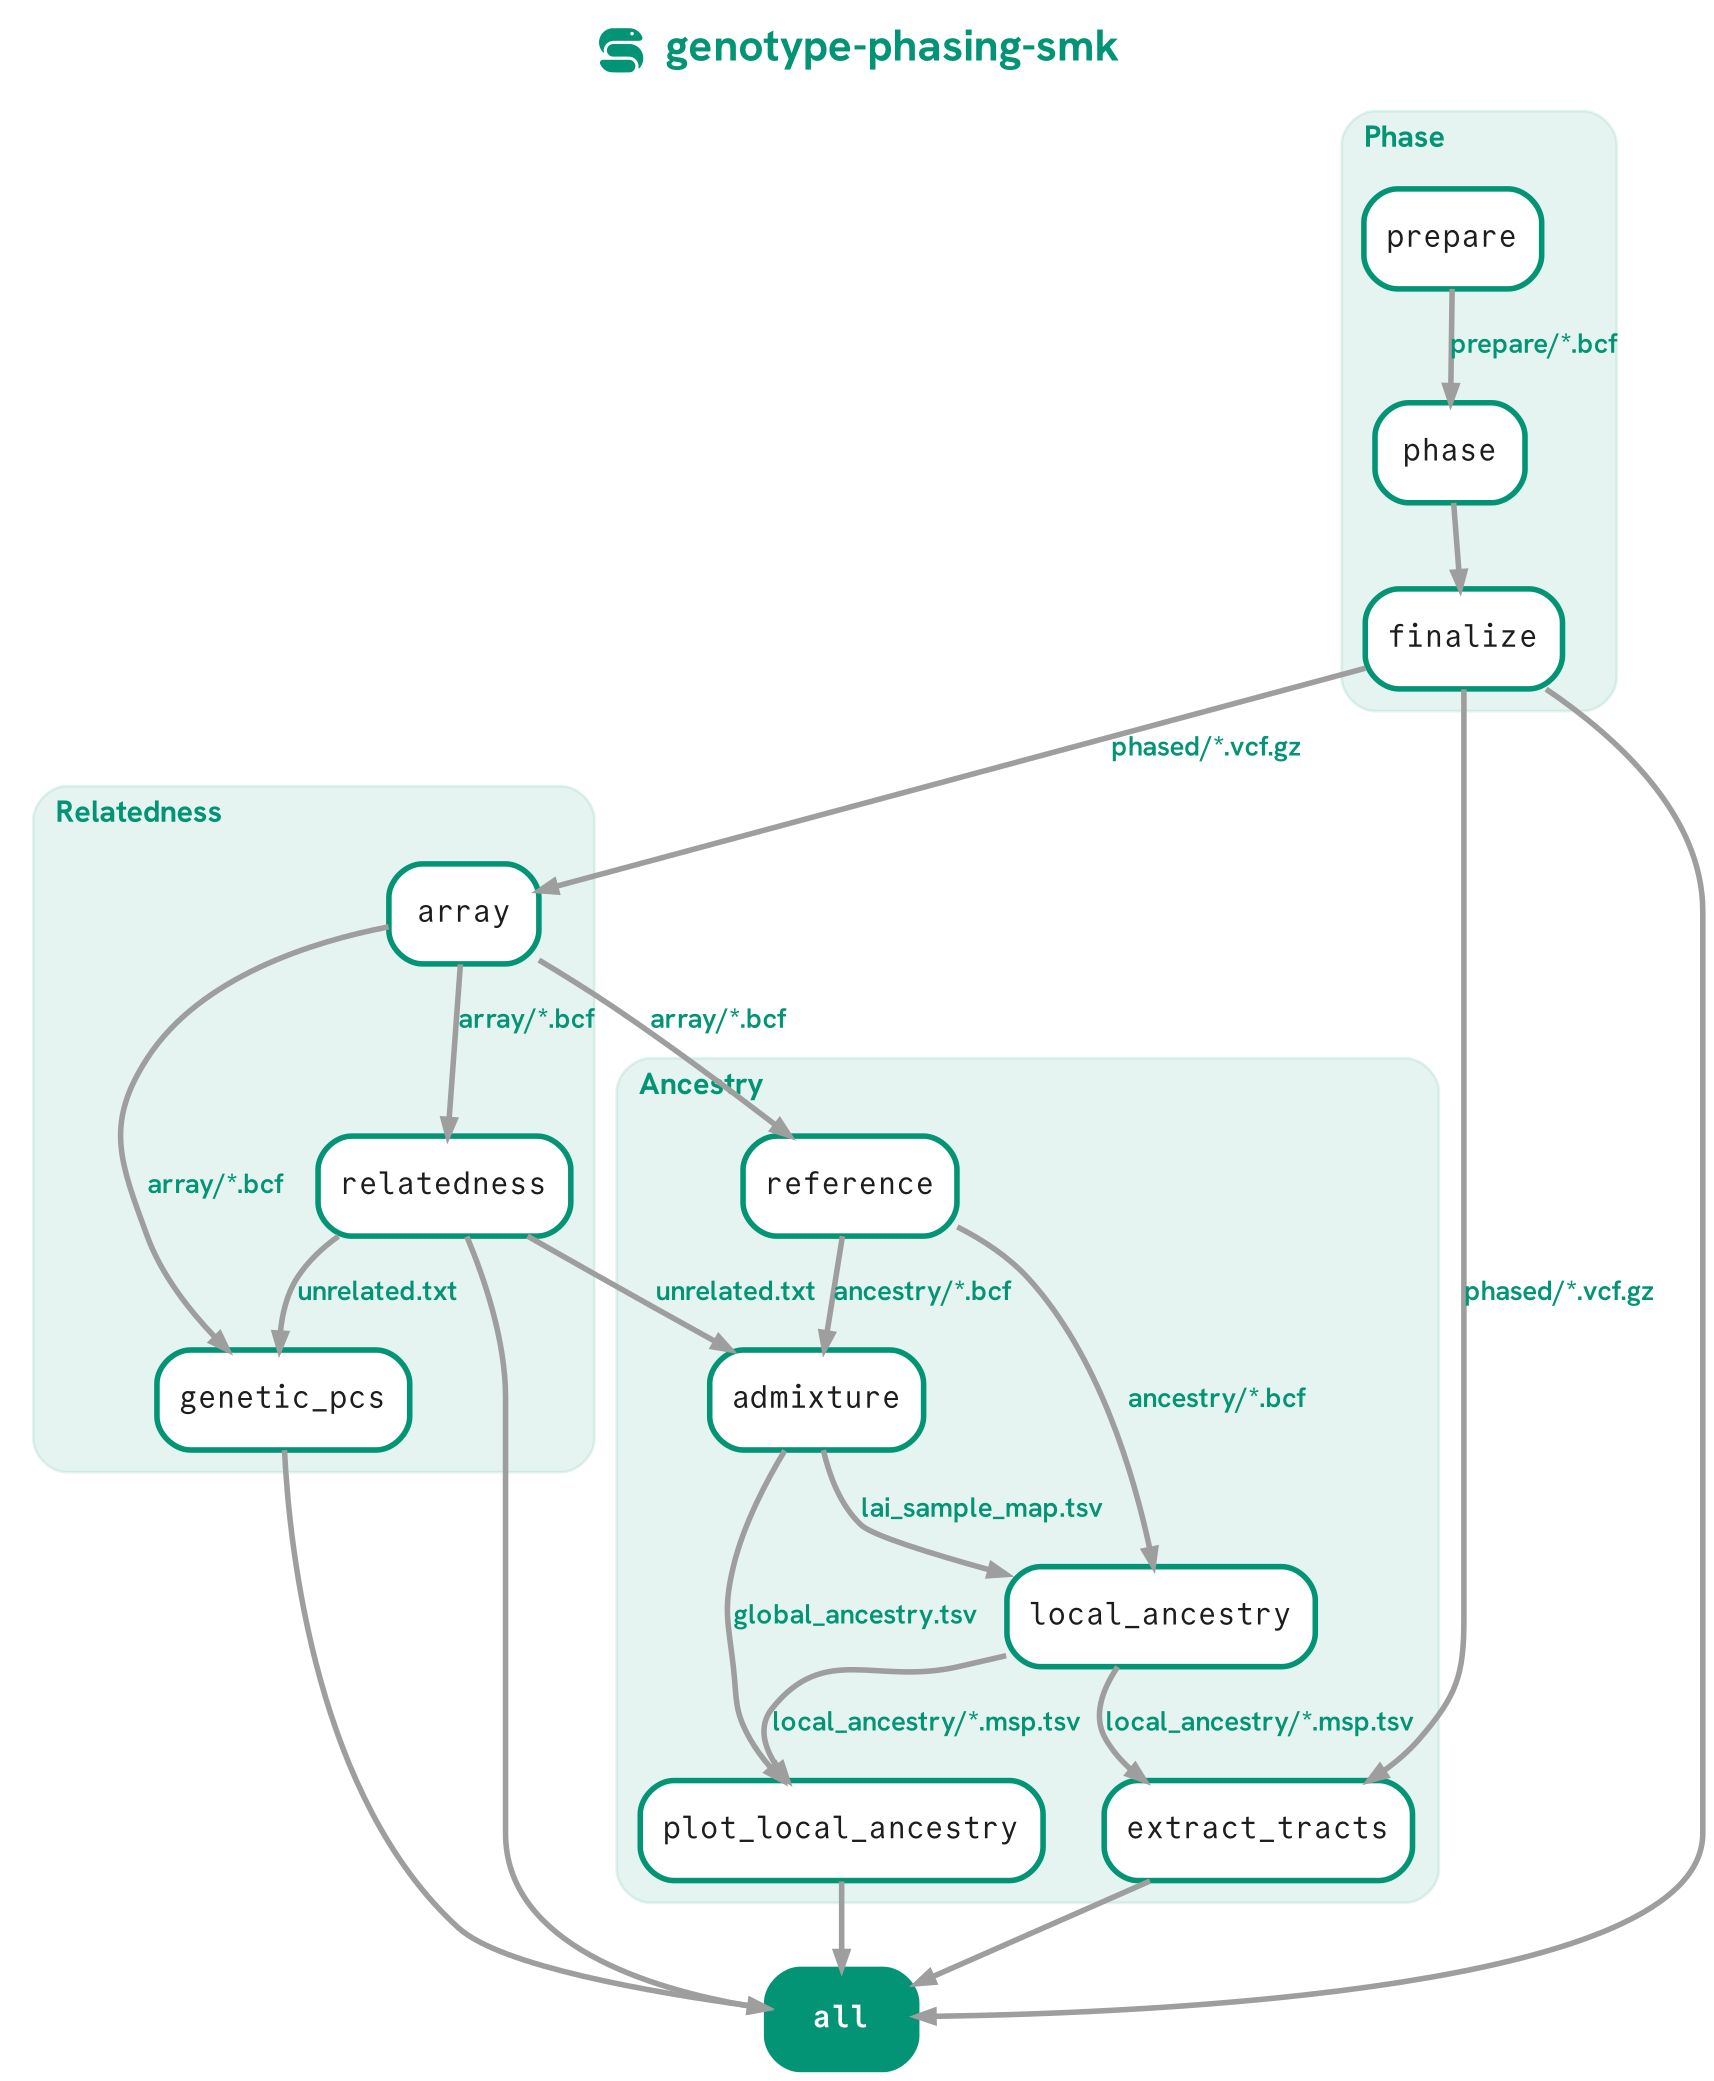 genotype-phasing-smk
Phase
prepare
prepare/*.bcf
phase
finalize
phased/*.vcf.gz
Relatedness
array
array/*.bcf
array/*.bcf
Ancestry
relatedness
reference
array/*.bcf
unrelated.txt
unrelated.txt
ancestry/*.bcf
phased/*.vcf.gz
genetic_pcs
admixture
ancestry/*.bcf
lai_sample_map.tsv
global_ancestry.tsv
local_ancestry
local_ancestry/*.msp.tsv
local_ancestry/*.msp.tsv
plot_local_ancestry
extract_tracts
all